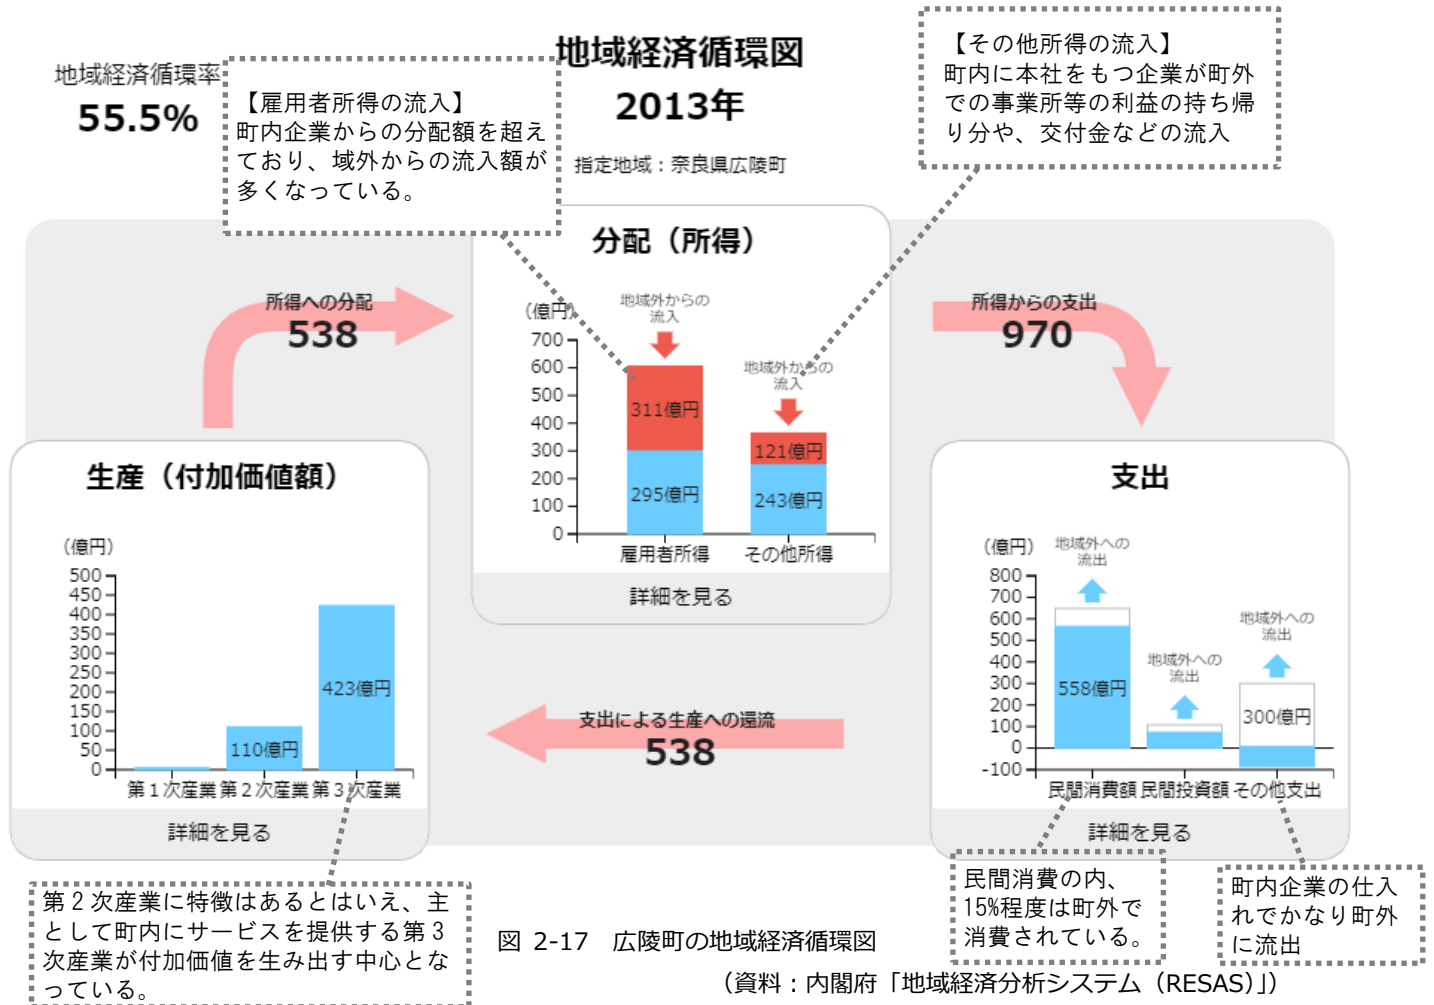 地域経済循環図
2013年
指定地域：奈良県広陵町
地域経済循環率
55.5%
【雇用者所得の流入】
町内企業からの分配額を超え
ており、域外からの流入額が
多くなっている。
【その他所得の流入】
町内に本社をもつ企業が町外
での事業所等の利益の持ち帰
り分や、交付金などの流入
所得への分配
538
分配（所得）
（億円）
地域外からの
流入
地域外からの
流入
700
600
500
400
300
200
100
0
311億円
295億円
121億円
243億円
雇用者所得
その他所得
詳細を見る
所得からの支出
970
生産（付加価値額）
（億円）
500
450
400
350
300
250
200
150
100
50
0
110億円
423億円
第１次産業
第２次産業
第３次産業
詳細を見る
支出による生産への還流
538
支出
（億円）
地域外への
流出
地域外への
流出
地域外への
流出
800
700
600
500
400
300
200
100
0
-100
558億円
300億円
民間消費額
民間投資額
その他支出
詳細を見る
第２次産業に特徴はあるとはいえ、主
として町内にサービスを提供する第３
次産業が付加価値を生み出す中心とな
っている。
民間消費の内、
15%程度は町外で
消費されている。
町内企業の仕入
れでかなり町外
に流出
図 2-17　広陵町の地域経済循環図
（資料：内閣府「地域経済分析システム（RESAS）」）